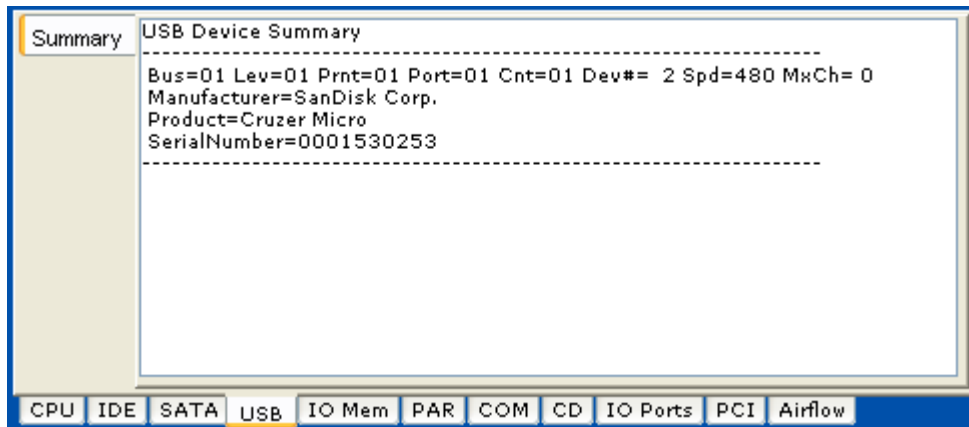 Summary
USB Device Summary
--------------------------------------------------------------------
Bus=01 Lev=01 Prnt=01 Port=01 Cnt=01 Dev#= 2 Spd=480 MxCh= 0
Manufacturer=SanDisk Corp.
Product=Cruzer Micro
SerialNumber=0001530253
--------------------------------------------------------------------
CPU IDE SATA USB IO Mem PAR COM CD IO Ports PCI Airflow